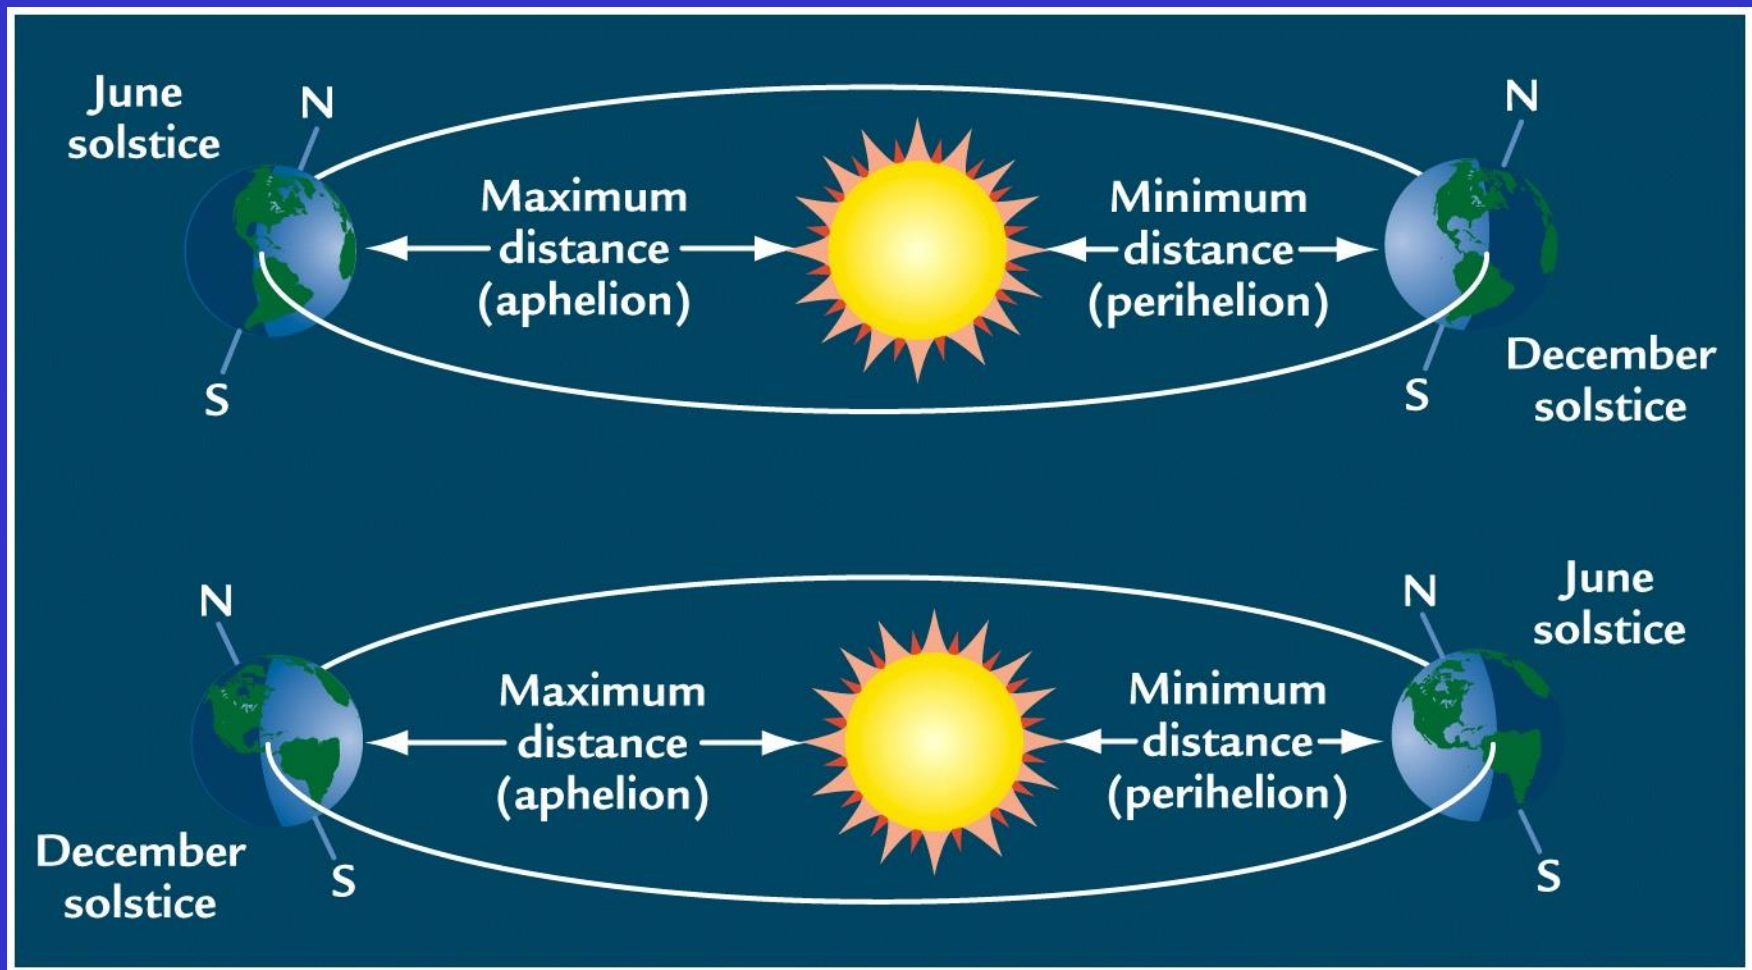 June
solstice
N
S
Maximum
distance
(aphelion)
Minimum
distance
(perihelion)
N
S
December
solstice
N
S
December
solstice
Maximum
distance
(aphelion)
Minimum
distance
(perihelion)
N
S
June
solstice